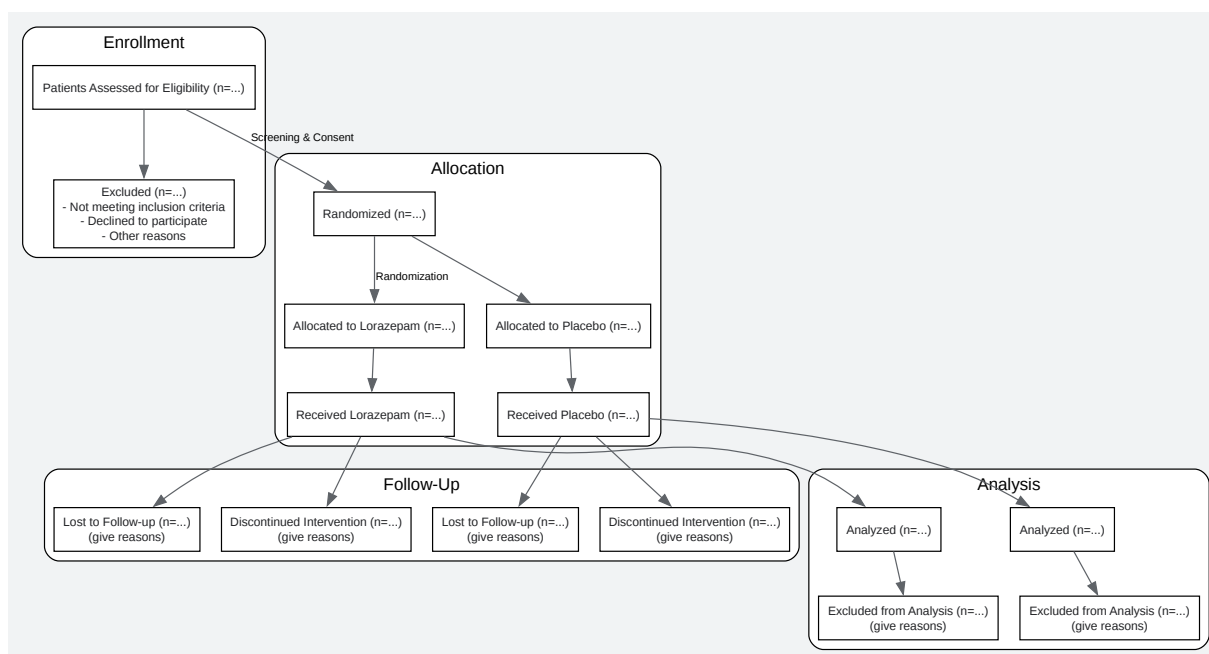 Enrollment
Patients Assessed for Eligibility (n=...)
Screening & Consent
Excluded (n=...)
- Not meeting inclusion criteria
- Declined to participate
- Other reasons
Allocation
Randomized (n=...)
Randomization
Allocated to Lorazepam (n=...)
Allocated to Placebo (n=...)
Received Lorazepam (n=...)
Received Placebo (n=...)
Follow-Up
Lost to Follow-up (n=...)
(give reasons)
Discontinued Intervention (n=...)
(give reasons)
Lost to Follow-up (n=...)
(give reasons)
Discontinued Intervention (n=...)
(give reasons)
Analysis
Analyzed (n=...)
Analyzed (n=...)
Excluded from Analysis (n=...)
(give reasons)
Excluded from Analysis (n=...)
(give reasons)